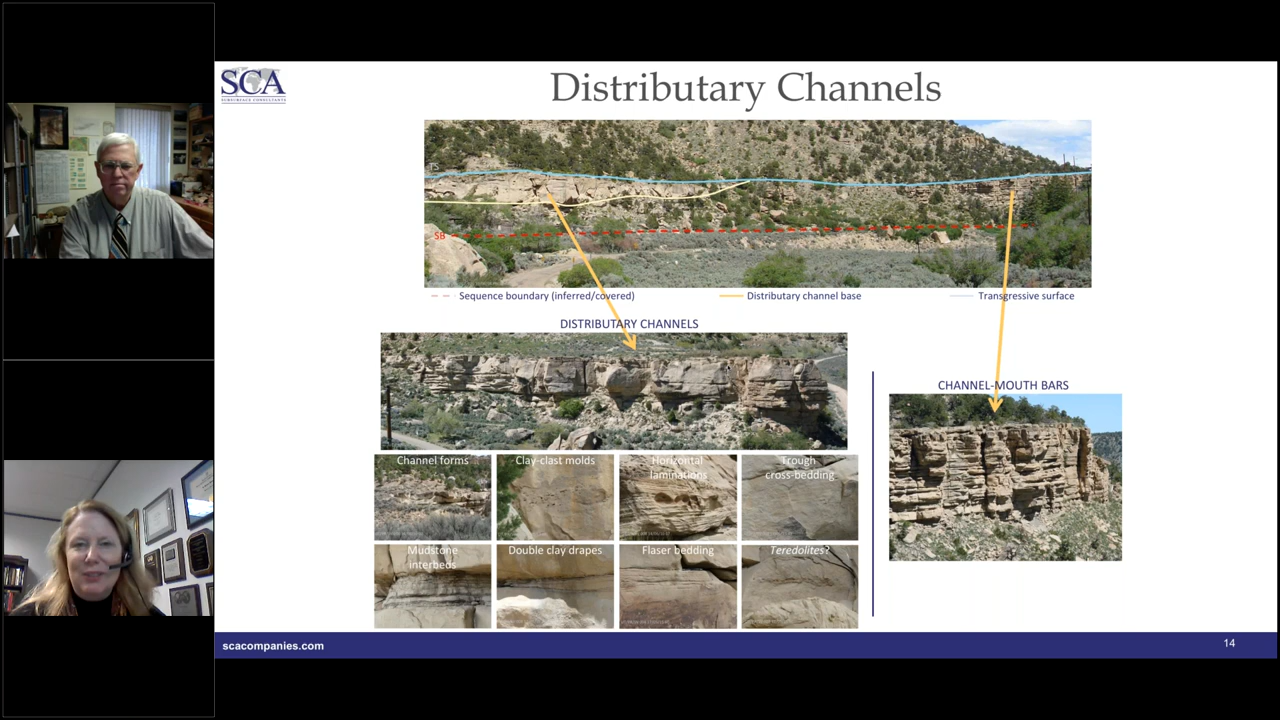 SCA
SUBSURFACE CONSULTANTS
Distributary Channels
TS
SB
Sequence boundary (inferred/covered)
Distributary channel base
Transgressive surface
DISTRIBUTARY CHANNELS
CHANNEL-MOUTH BARS
Channel forms
Clay-clast molds
Horizontal
laminations
Trough
cross-bedding
Mudstone
interbeds
Double clay drapes
Flaser bedding
Teredolites?
scacompanies.com
14